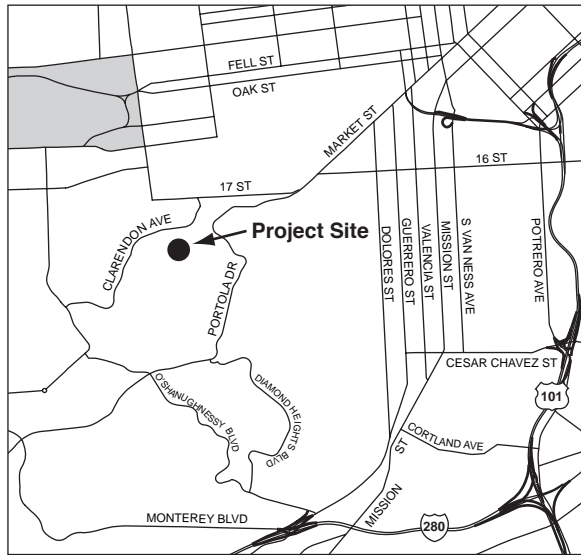 FELL ST
OAK ST
MARKET ST
16 ST
17 ST
CLARENDON AVE
Project Site
PORTOLA DR
DOLORES ST
GUERRERO ST
VALENCIA ST
MISSION ST
S VAN NESS AVE
POTRERO AVE
CESAR CHAVEZ ST
101
O'SHANUGHNESSY BLVD
DIAMOND HEIGHTS BLVD
CORTLAND AVE
MISSION ST
MONTEREY BLVD
280